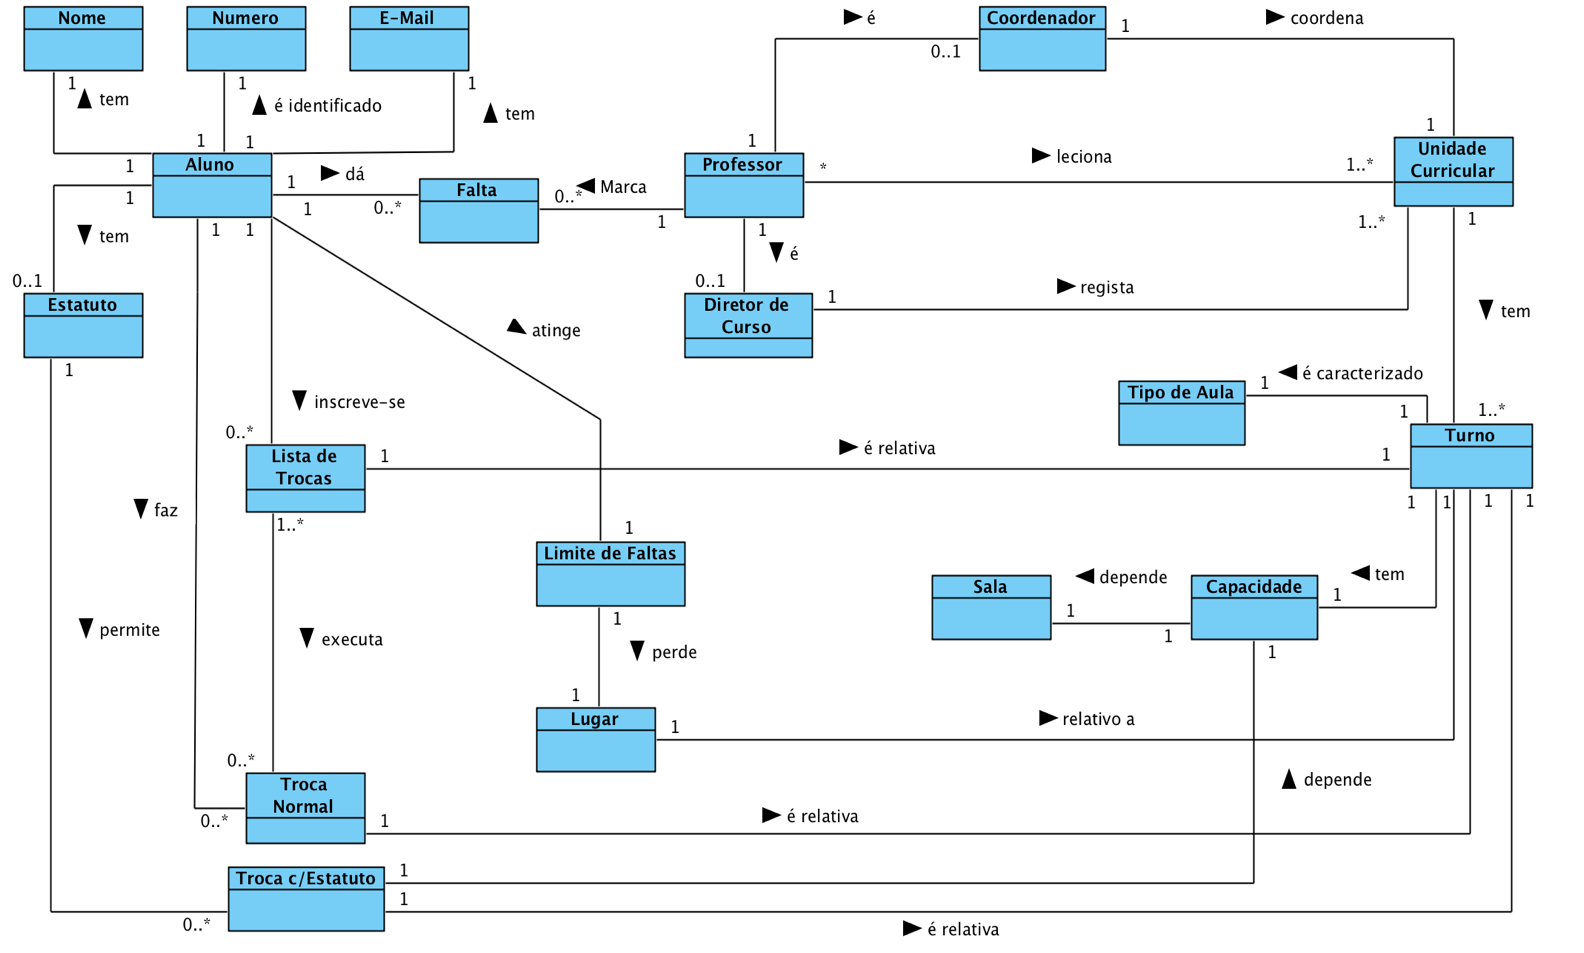 Nome
Numero
E-Mail
é
Coordenador
1
coordena
0..1
1
tem
1
é identificado
1
tem
1
1
1
Aluno
1
dá
1
1
0..*
Falta
0..*
Marca
1
1
Professor
*
leciona
1..*
1
Unidade
Curricular
1
tem
0..1
Estatuto
1
1
1
1
é
0..1
Diretor de
Curso
1
regista
1..*
1
tem
atinge
inscreve-se
0..*
Lista de
Trocas
1
é relativa
1
Tipo de Aula
1
é caracterizado
1
1..*
Turno
1
1
1
1
faz
1..*
1
Limite de Faltas
1
Sala
depende
1
1
Capacidade
1
tem
1
permite
executa
perde
1
Lugar
1
relativo a
depende
0..*
Troca
Normal
0..*
1
é relativa
Troca c/Estatuto
1
1
0..*
é relativa